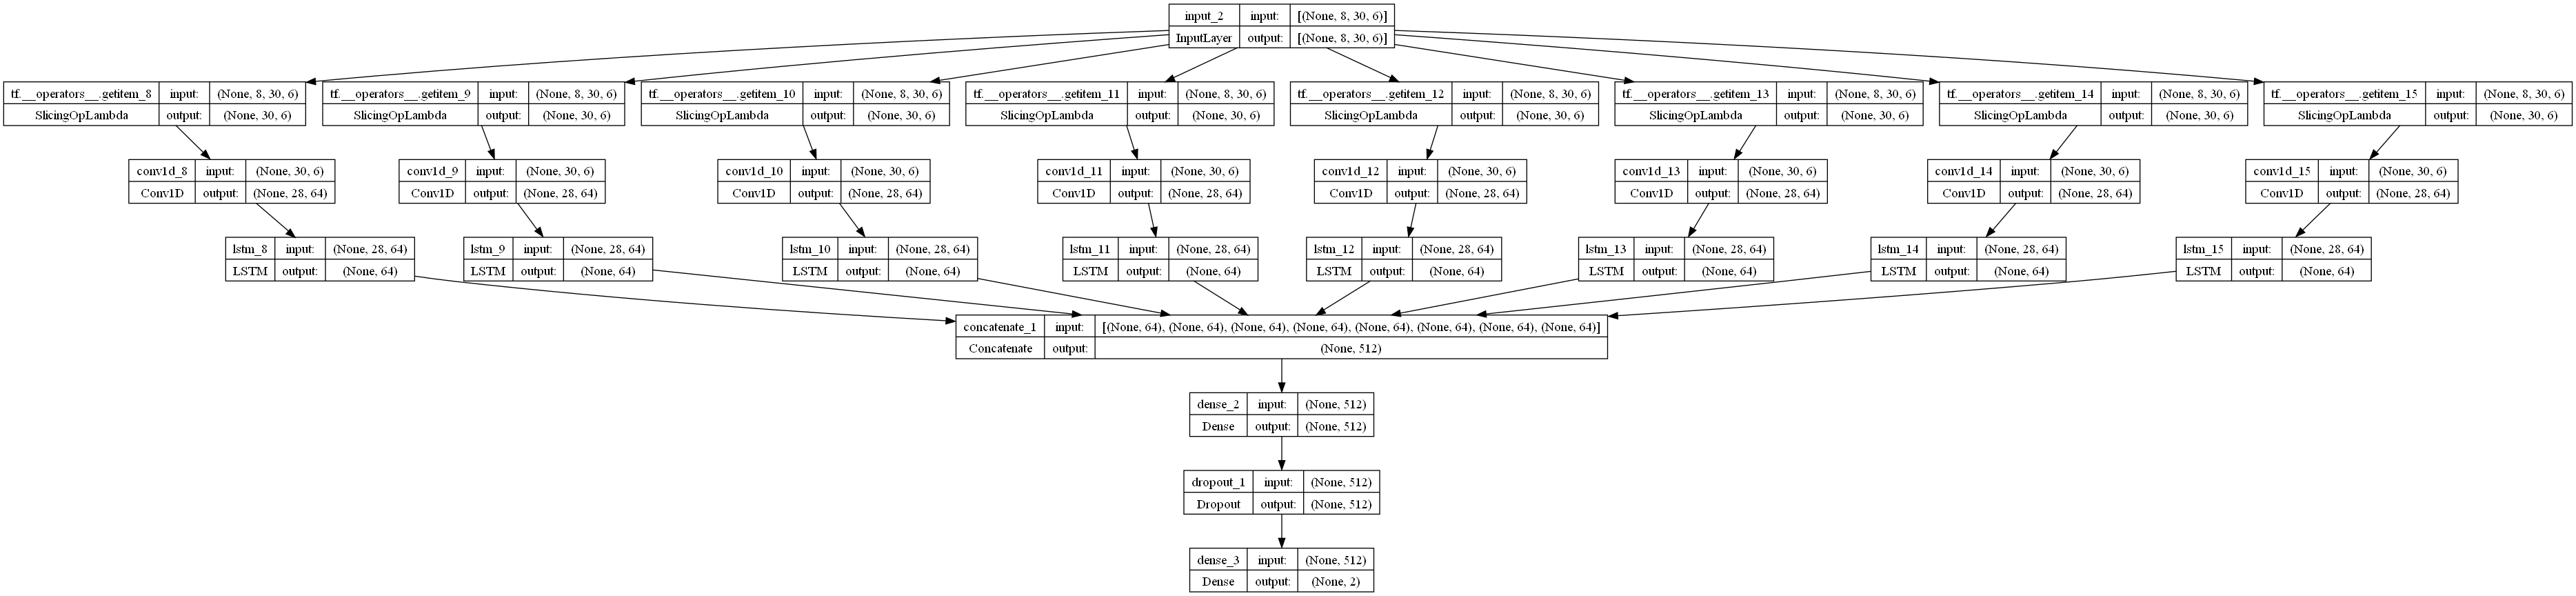 input_2 input: [(None, 8, 30, 6)]
InputLayer output: [(None, 8, 30, 6)]
tf.__operators__.getitem_8 input: (None, 8, 30, 6)
SlicingOpLambda output: (None, 30, 6)
tf.__operators__.getitem_9 input: (None, 8, 30, 6)
SlicingOpLambda output: (None, 30, 6)
tf.__operators__.getitem_10 input: (None, 8, 30, 6)
SlicingOpLambda output: (None, 30, 6)
tf.__operators__.getitem_11 input: (None, 8, 30, 6)
SlicingOpLambda output: (None, 30, 6)
tf.__operators__.getitem_12 input: (None, 8, 30, 6)
SlicingOpLambda output: (None, 30, 6)
tf.__operators__.getitem_13 input: (None, 8, 30, 6)
SlicingOpLambda output: (None, 30, 6)
tf.__operators__.getitem_14 input: (None, 8, 30, 6)
SlicingOpLambda output: (None, 30, 6)
tf.__operators__.getitem_15 input: (None, 8, 30, 6)
SlicingOpLambda output: (None, 30, 6)
conv1d_8 input: (None, 30, 6)
Conv1D output: (None, 28, 64)
conv1d_9 input: (None, 30, 6)
Conv1D output: (None, 28, 64)
conv1d_10 input: (None, 30, 6)
Conv1D output: (None, 28, 64)
conv1d_11 input: (None, 30, 6)
Conv1D output: (None, 28, 64)
conv1d_12 input: (None, 30, 6)
Conv1D output: (None, 28, 64)
conv1d_13 input: (None, 30, 6)
Conv1D output: (None, 28, 64)
conv1d_14 input: (None, 30, 6)
Conv1D output: (None, 28, 64)
conv1d_15 input: (None, 30, 6)
Conv1D output: (None, 28, 64)
lstm_8 input: (None, 28, 64)
LSTM output: (None, 64)
lstm_9 input: (None, 28, 64)
LSTM output: (None, 64)
lstm_10 input: (None, 28, 64)
LSTM output: (None, 64)
lstm_11 input: (None, 28, 64)
LSTM output: (None, 64)
lstm_12 input: (None, 28, 64)
LSTM output: (None, 64)
lstm_13 input: (None, 28, 64)
LSTM output: (None, 64)
lstm_14 input: (None, 28, 64)
LSTM output: (None, 64)
lstm_15 input: (None, 28, 64)
LSTM output: (None, 64)
concatenate_1 input: [(None, 64), (None, 64), (None, 64), (None, 64), (None, 64), (None, 64), (None, 64), (None, 64)]
Concatenate output: (None, 512)
dense_2 input: (None, 512)
Dense output: (None, 512)
dropout_1 input: (None, 512)
Dropout output: (None, 512)
dense_3 input: (None, 512)
Dense output: (None, 2)